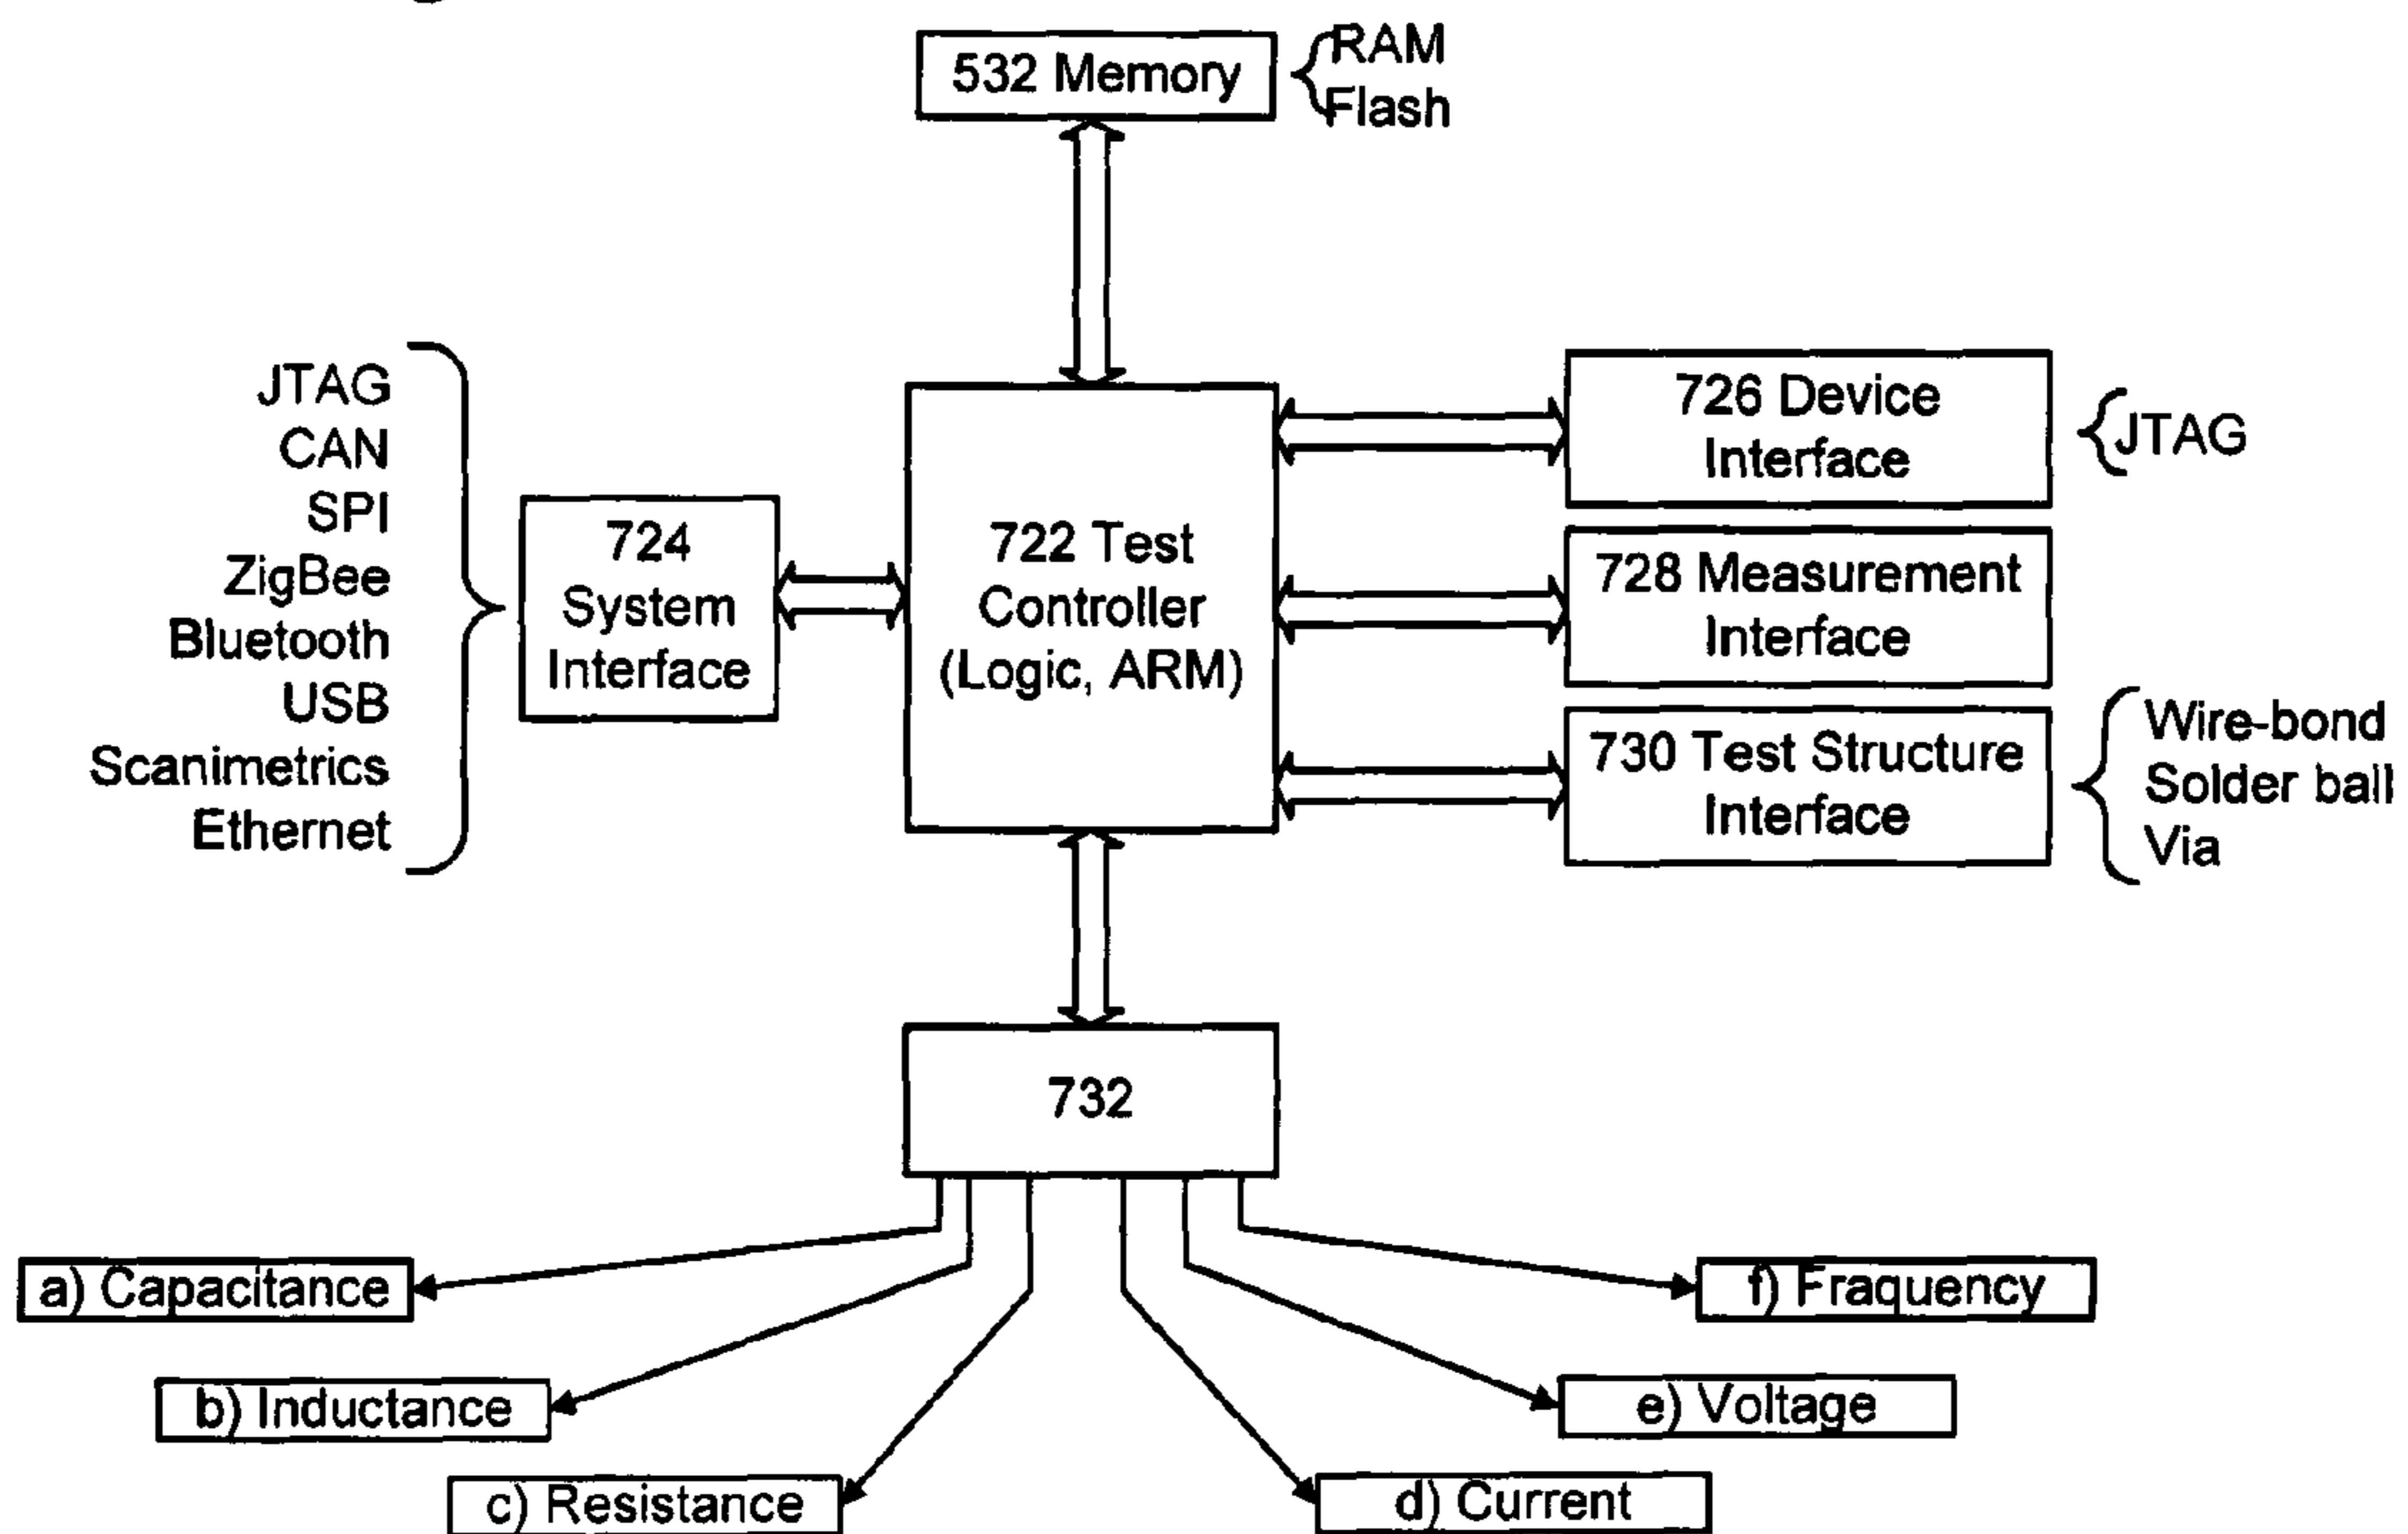 532 Memory
RAM
Flash
JTAG
CAN
SPI
ZigBee
Bluetooth
USB
Scanimetrics
Ethernet
724
System
Interface
722 Test
Controller
(Logic, ARM)
726 Device
Interface
JTAG
728 Measurement
Interface
730 Test Structure
Interface
Wire-bond
Solder ball
Via
732
a) Capacitance
b) Inductance
c) Resistance
d) Current
e) Voltage
f) Fraquency